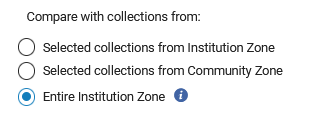 Compare with collections from:
Selected collections from Institution Zone
Selected collections from Community Zone
Entire Institution Zone i